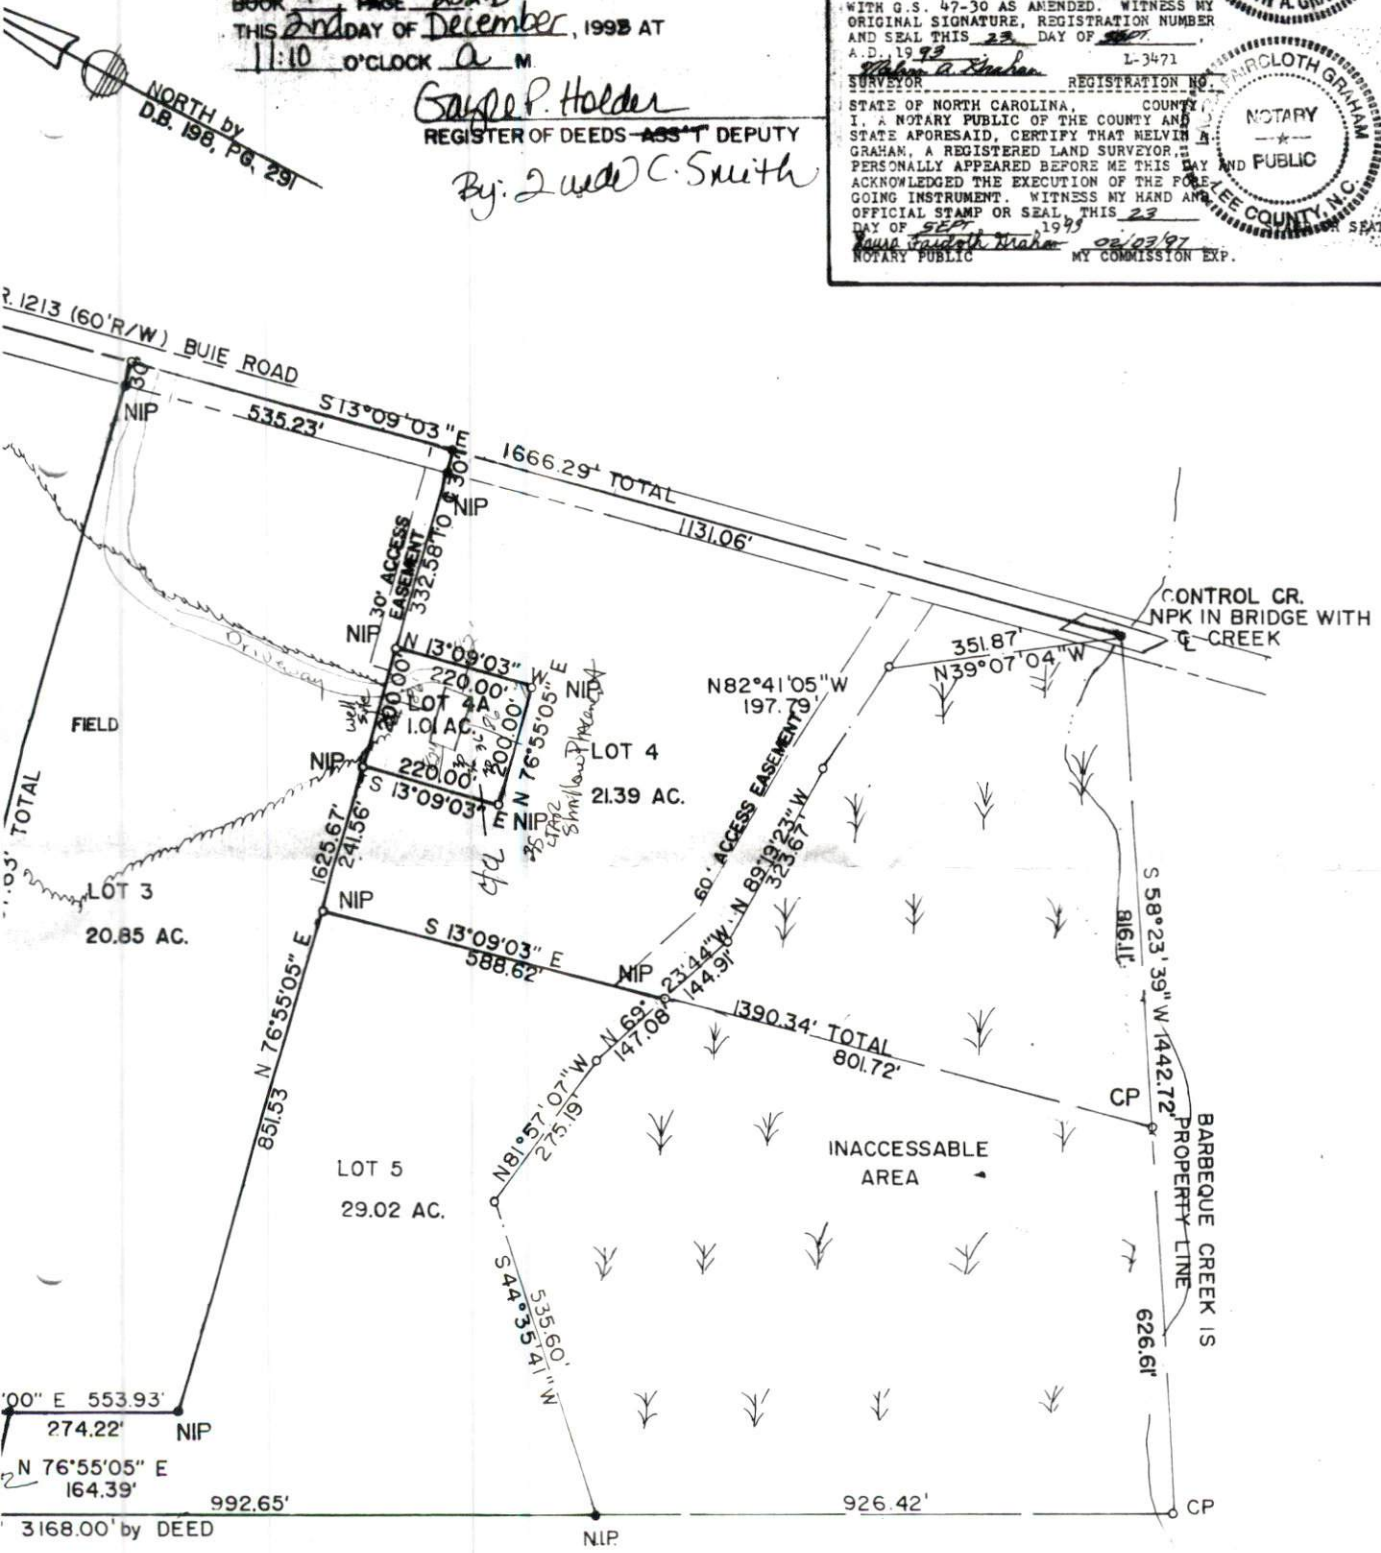 THIS 2nd DAY OF December, 1993 AT
11:10 O'CLOCK a M
Gayle P. Holder
REGISTER OF DEEDS ASS'T DEPUTY
By: C. Smith
NORTH by
D.B. 198, PG. 291
WITH G.S. 47-30 AS AMENDED. WITNESS MY
ORIGINAL SIGNATURE, REGISTRATION NUMBER
AND SEAL THIS 23 DAY OF SEPT.,
A.D., 1993
Melvin A. Graham L-3471
SURVEYOR REGISTRATION NO.
STATE OF NORTH CAROLINA, COUNTY
I, A NOTARY PUBLIC OF THE COUNTY AND
STATE AFORESAID, CERTIFY THAT MELVIN A
GRAHAM, A REGISTERED LAND SURVEYOR,
PERSONALLY APPEARED BEFORE ME THIS DAY AND
ACKNOWLEDGED THE EXECUTION OF THE FORE-
GOING INSTRUMENT. WITNESS MY HAND AND
OFFICIAL STAMP OR SEAL, THIS 23
DAY OF SEPT, 1993
Laura Faircloth Graham 02/03/97
NOTARY PUBLIC MY COMMISSION EXP.
FAIRCLOTH GRAHAM
NOTARY
PUBLIC
LEE COUNTY, N.C.
R. 1213 (60'R/W) BUIE ROAD
30'
NIP
S 13°09'03" E
535.23'
1666.29' TOTAL
1131.06'
30'
NIP
30' ACCESS
EASEMENT
332.58' TO ℄
CONTROL CR.
NPK IN BRIDGE WITH
℄ CREEK
351.87'
N39°07'04"W
NIP
N 13°09'03" W
220.00'
NIP
Driveway
well
site
200.00'
LOT 4A
1.01 AC.
200.00'
N 76°55'05" E
NIP
220.00'
S 13°09'03" E
NIP
LOT 4
21.39 AC.
N82°41'05"W
197.79'
60' ACCESS EASEMENT
N 89°19'23" W
323.67'
FIELD
TOTAL
LOT 3
20.85 AC.
1625.67'
241.56'
NIP
S 13°09'03" E
588.62'
NIP
N 69°23'44"W
144.91'
147.08'
1390.34' TOTAL
801.72'
S 58°23'39" W 1442.72'
816.11'
CP
N 76°55'05" E
851.53
N81°57'07"W
275.19'
LOT 5
29.02 AC.
INACCESSABLE
AREA
BARBEQUE CREEK IS
PROPERTY LINE
S 44°35'41" W
535.60'
626.61'
'00" E 553.93'
274.22'
NIP
N 76°55'05" E
164.39'
992.65'
926.42'
CP
3168.00' by DEED
N.I.P.